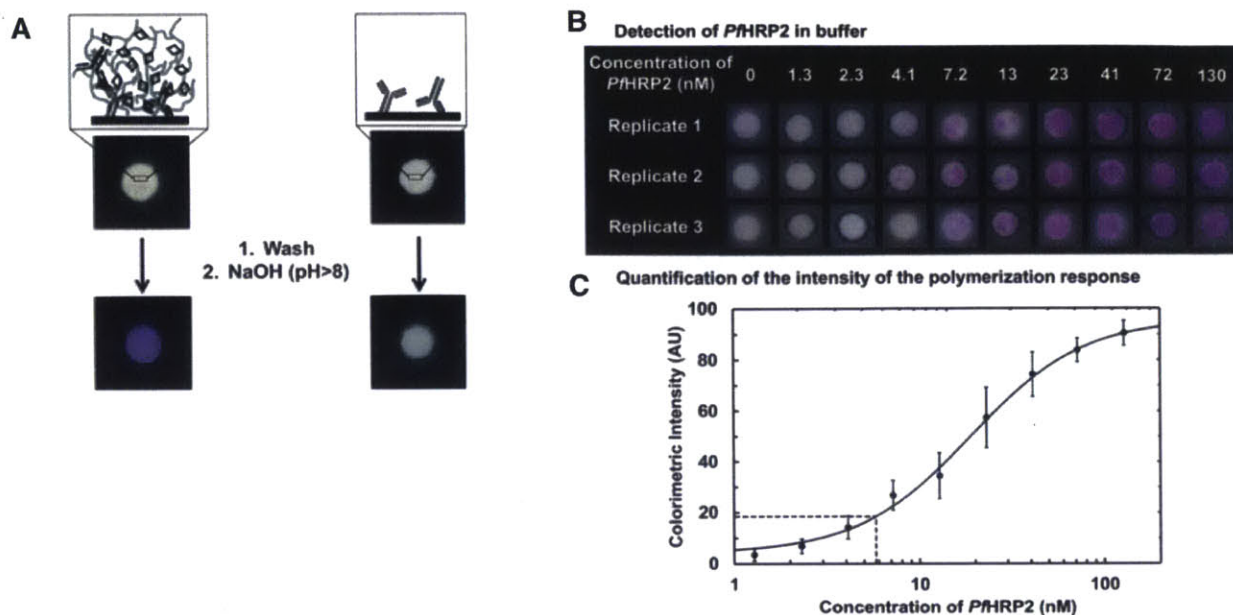 A
1. Wash
2. NaOH (pH>8)
B
Detection of PfHRP2 in buffer
Concentration of PfHRP2 (nM) 0 1.3 2.3 4.1 7.2 13 23 41 72 130
Replicate 1
Replicate 2
Replicate 3
C
Quantification of the intensity of the polymerization response
Colorimetric Intensity (AU)
100
80
60
40
20
0
1 10 100
Concentration of PfHRP2 (nM)